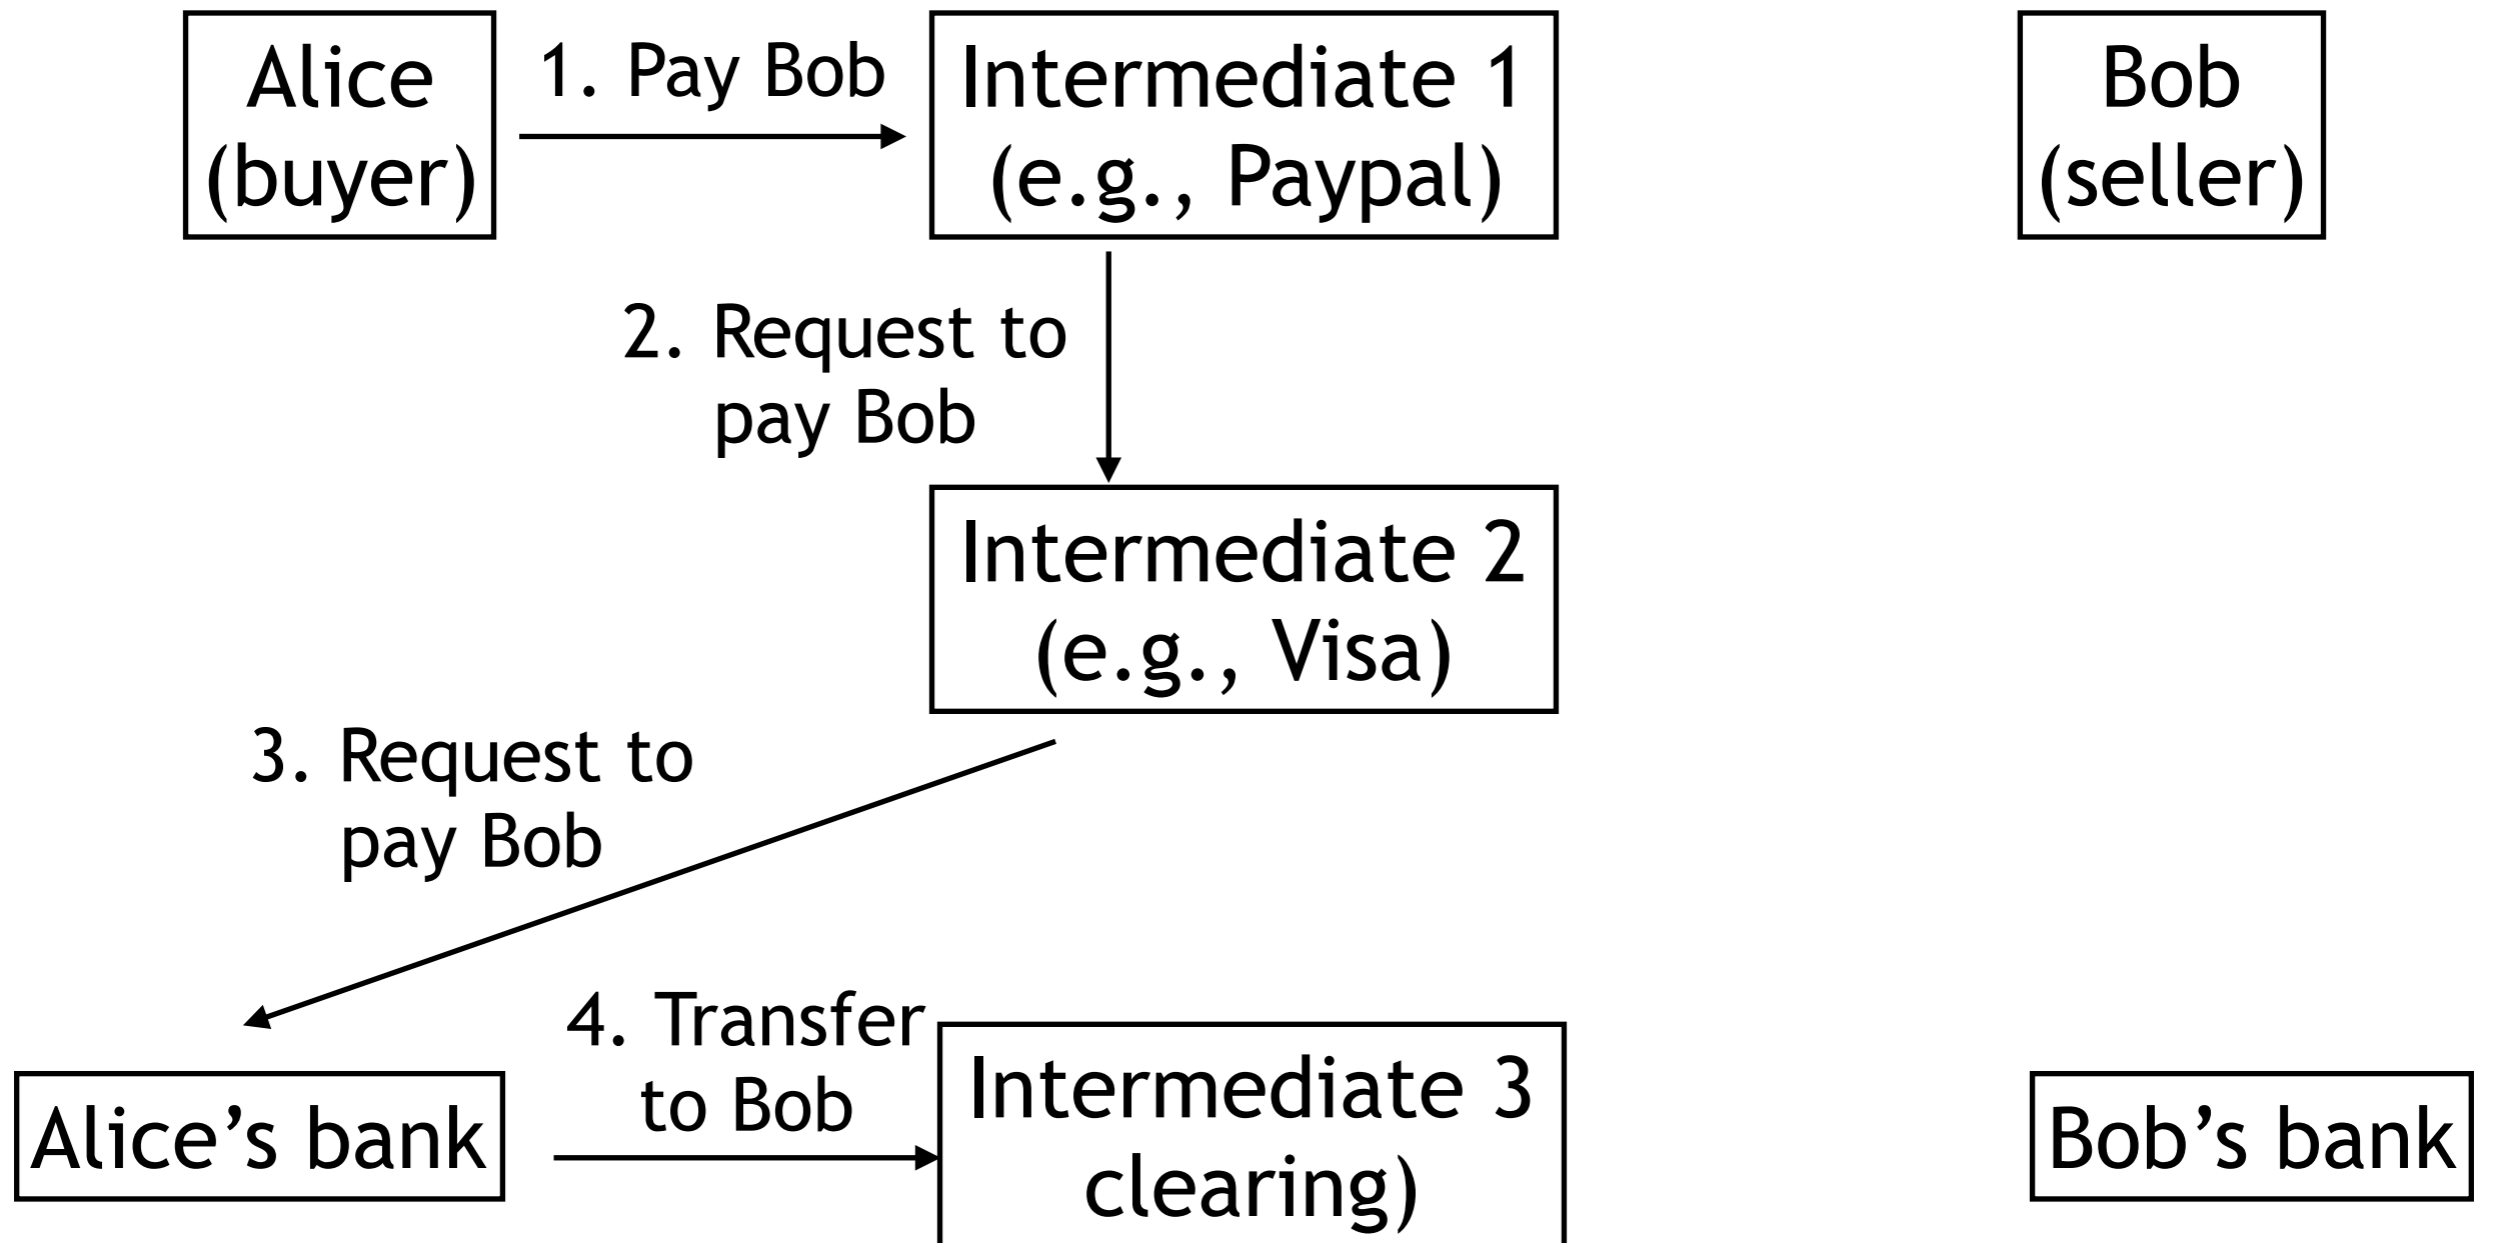 Alice
(buyer)
1. Pay Bob
Intermediate 1
(e.g., Paypal)
Bob
(seller)
2. Request to
pay Bob
Intermediate 2
(e.g., Visa)
3. Request to
pay Bob
4. Transfer
to Bob
Alice’s bank
Intermediate 3
clearing)
Bob’s bank